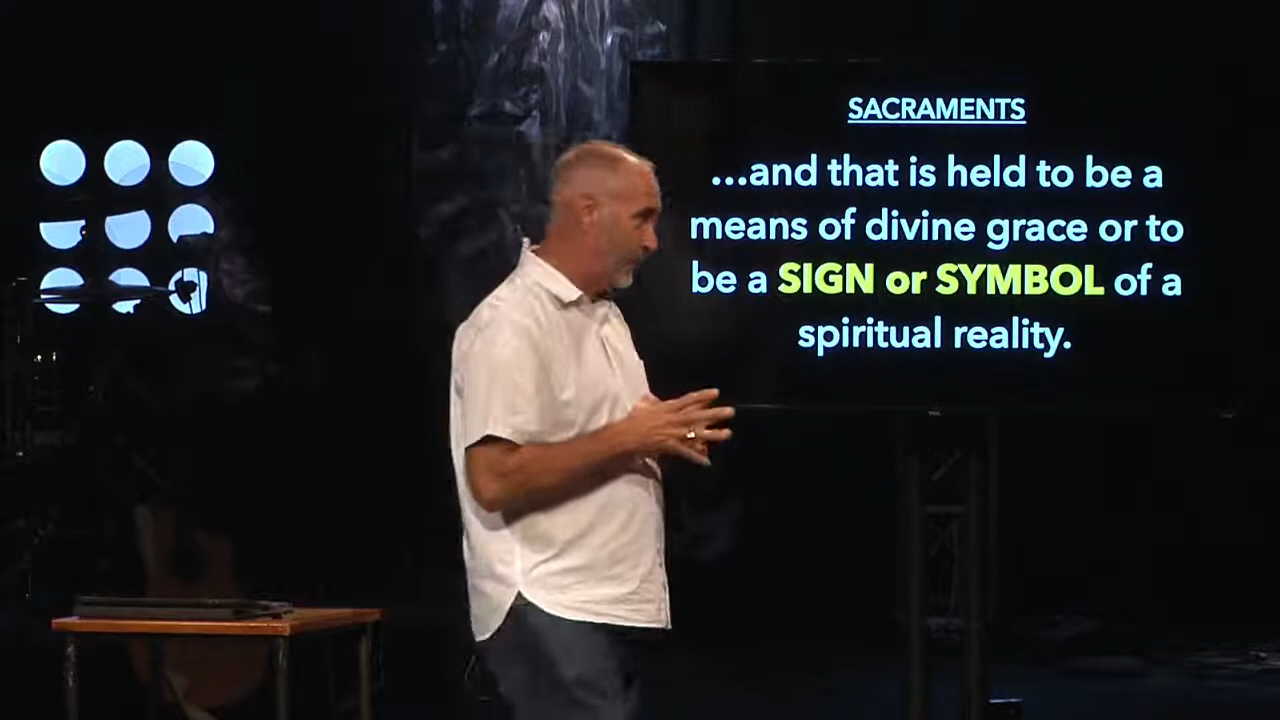 SACRAMENTS
...and that is held to be a
means of divine grace or to
be a SIGN or SYMBOL of a
spiritual reality.